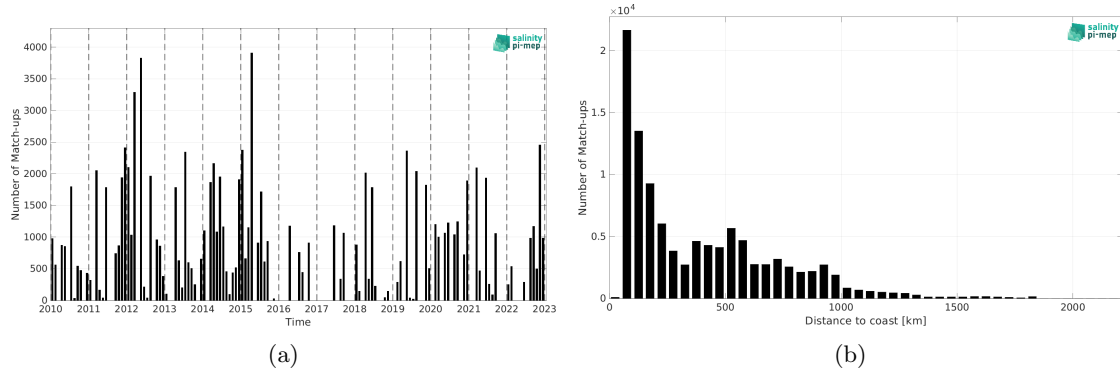 salinity
pi-mep
Number of Match-ups
4000
3500
3000
2500
2000
1500
1000
500
0
2010 2011 2012 2013 2014 2015 2016 2017 2018 2019 2020 2021 2022 2023
Time
(a)
×10⁴
salinity
pi-mep
Number of Match-ups
2
1.5
1
0.5
0
0 500 1000 1500 2000
Distance to coast [km]
(b)